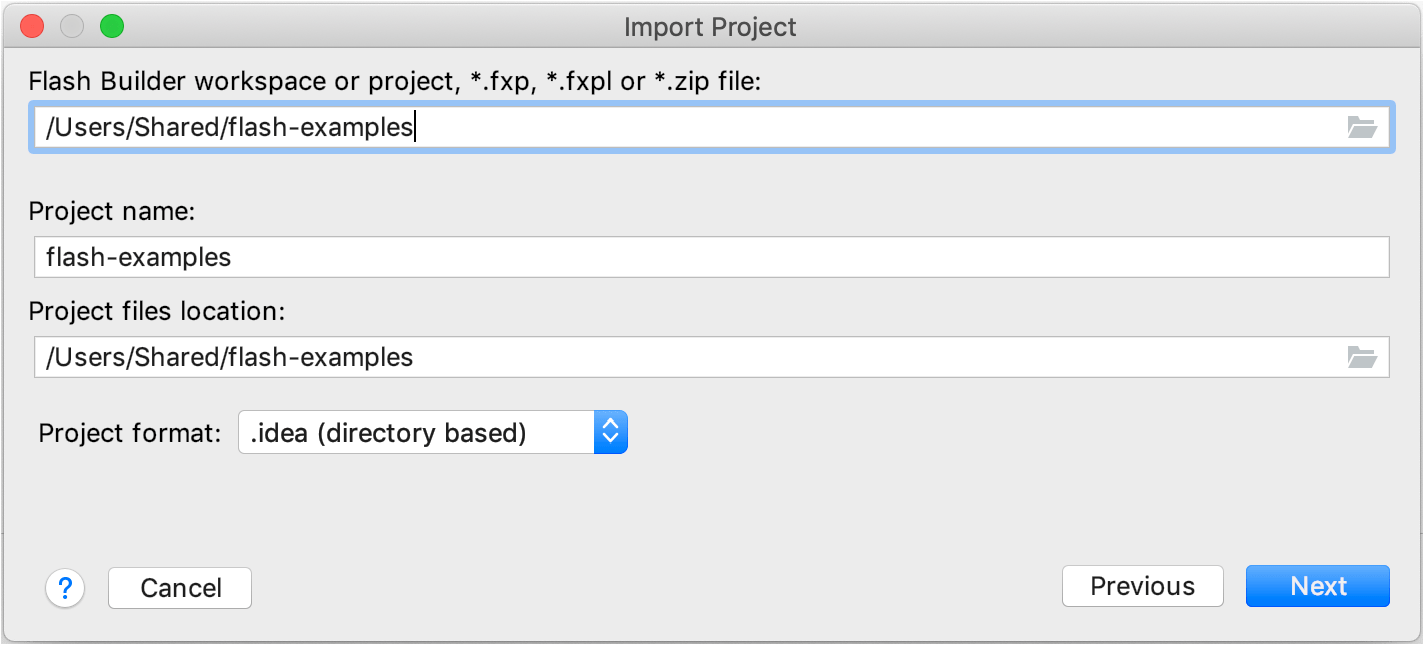 Import Project
Flash Builder workspace or project, *.fxp, *.fxpl or *.zip file:
/Users/Shared/flash-examples
Project name:
flash-examples
Project files location:
/Users/Shared/flash-examples
Project format: .idea (directory based)
? Cancel Previous Next